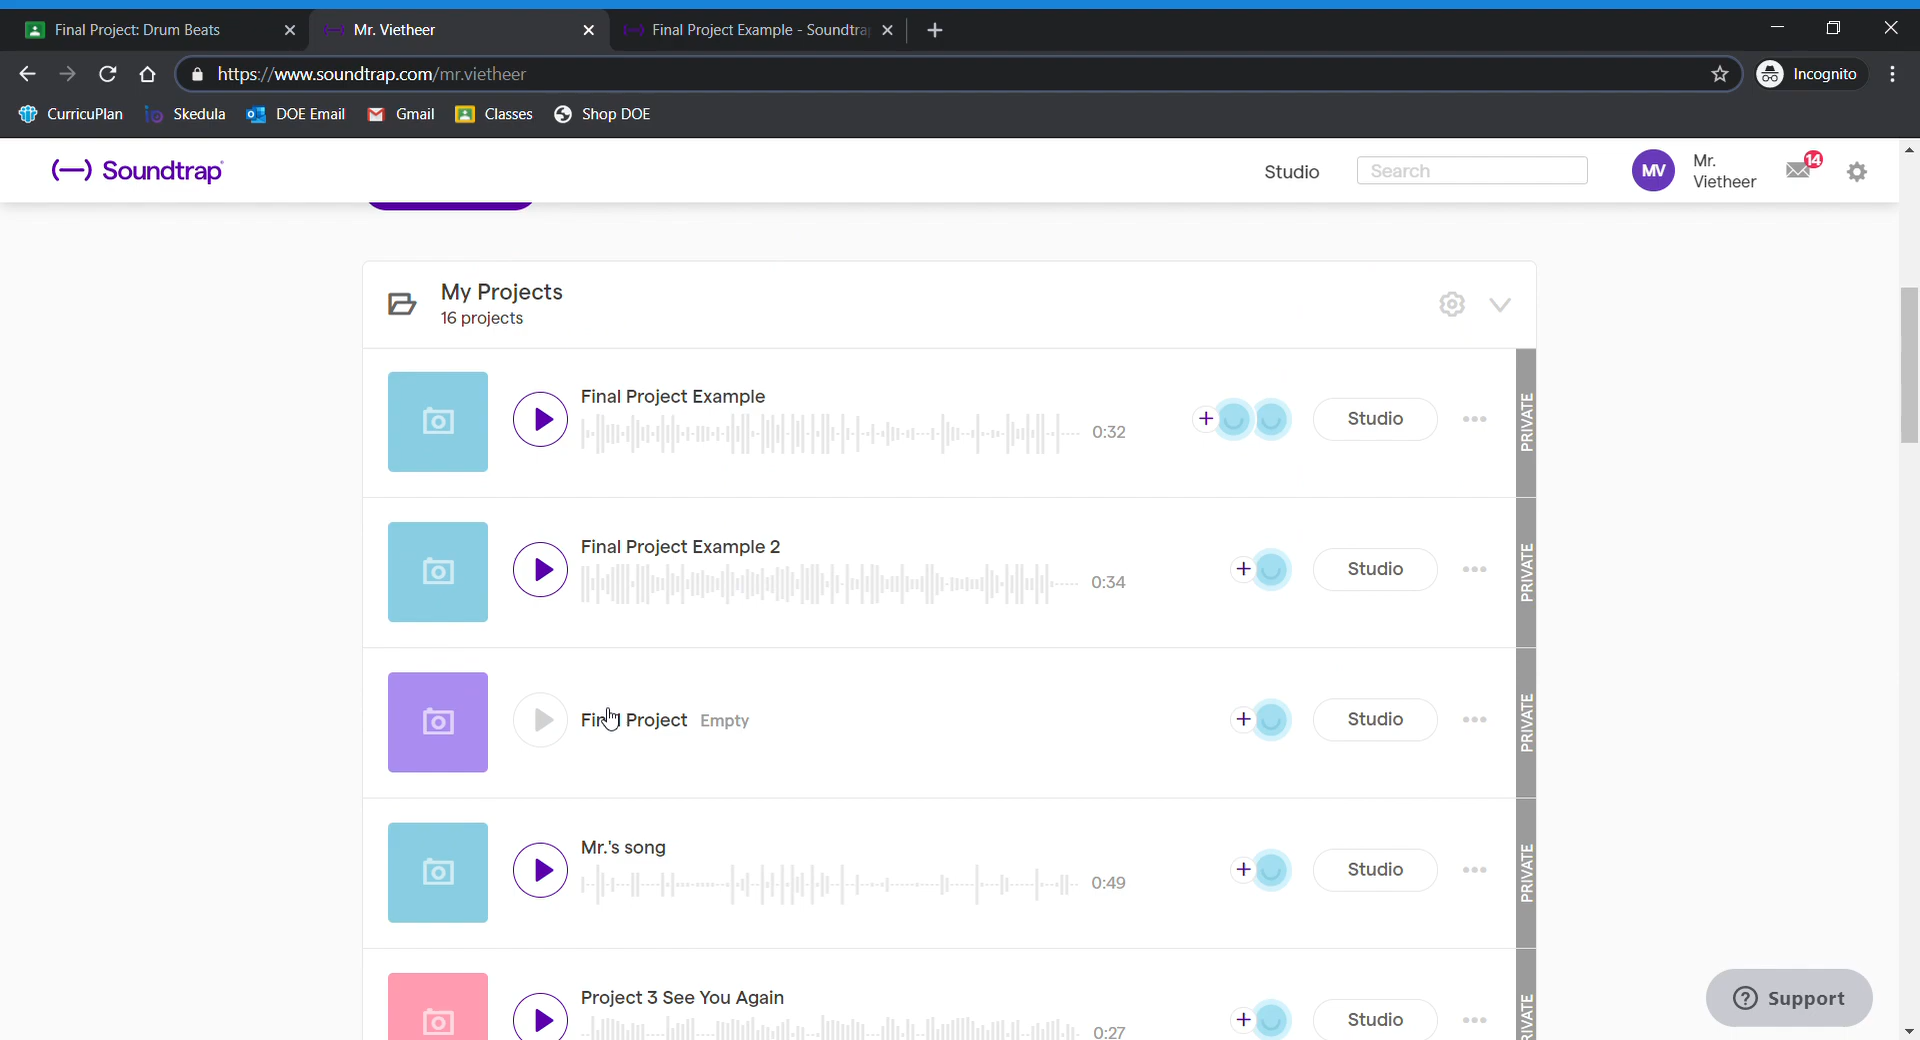 Final Project: Drum Beats
Mr. Vietheer
Final Project Example - Soundtra
https://www.soundtrap.com/mr.vietheer
Incognito
CurricuPlan
Skedula
DOE Email
Gmail
Classes
Shop DOE
Soundtrap
Studio
Search
MV
Mr.
Vietheer
14
My Projects
16 projects
Final Project Example
0:32
Studio
PRIVATE
Final Project Example 2
0:34
Studio
PRIVATE
Final Project Empty
Studio
PRIVATE
Mr.'s song
0:49
Studio
PRIVATE
Project 3 See You Again
0:27
Studio
IVATE
Support